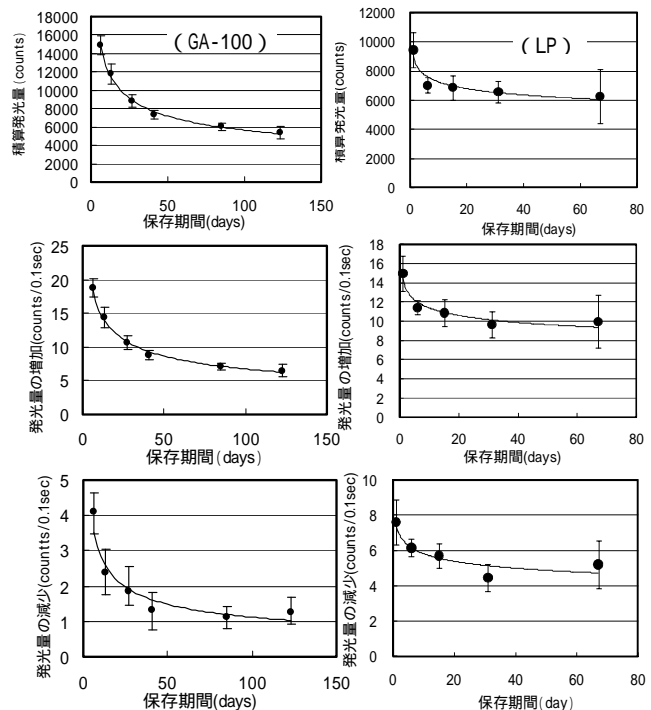 (GA-100)
積算発光量 (counts)
18000
16000
14000
12000
10000
8000
6000
4000
2000
0
0 50 100 150
保存期間(days)
(LP)
積算発光量(counts)
12000
10000
8000
6000
4000
2000
0
0 20 40 60 80
保存期間(days)
発光量の増加(counts/0.1sec)
25
20
15
10
5
0
0 50 100 150
保存期間(days)
発光量の増加(counts/0.1sec)
18
16
14
12
10
8
6
4
2
0
0 20 40 60 80
保存期間(days)
発光量の減少(countts/0.1sec)
5
4
3
2
1
0
0 50 100 150
保存期間(days)
発光量の減少(counts/0.1sec)
10
8
6
4
2
0
0 20 40 60 80
保存期間(day)